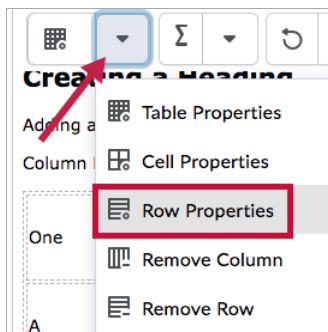 Σ
Creating a Heading
Adding a
Column
Table Properties
Cell Properties
Row Properties
One
Remove Column
Remove Row
A